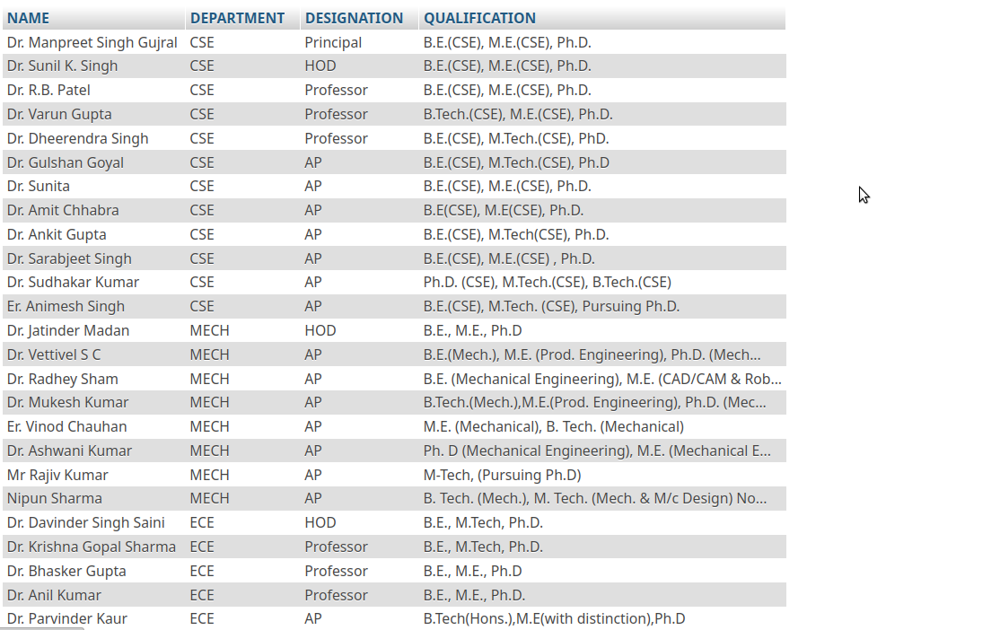 NAME DEPARTMENT DESIGNATION QUALIFICATION
Dr. Manpreet Singh Gujral CSE Principal B.E.(CSE), M.E.(CSE), Ph.D.
Dr. Sunil K. Singh CSE HOD B.E.(CSE), M.E.(CSE), Ph.D.
Dr. R.B. Patel CSE Professor B.E.(CSE), M.E.(CSE), Ph.D.
Dr. Varun Gupta CSE Professor B.Tech.(CSE), M.E.(CSE), Ph.D.
Dr. Dheerendra Singh CSE Professor B.E.(CSE), M.Tech.(CSE), PhD.
Dr. Gulshan Goyal CSE AP B.E.(CSE), M.Tech.(CSE), Ph.D
Dr. Sunita CSE AP B.E.(CSE), M.E.(CSE), Ph.D.
Dr. Amit Chhabra CSE AP B.E(CSE), M.E(CSE), Ph.D.
Dr. Ankit Gupta CSE AP B.E.(CSE), M.Tech(CSE), Ph.D.
Dr. Sarabjeet Singh CSE AP B.E.(CSE), M.E.(CSE) , Ph.D.
Dr. Sudhakar Kumar CSE AP Ph.D. (CSE), M.Tech.(CSE), B.Tech.(CSE)
Er. Animesh Singh CSE AP B.E.(CSE), M.Tech. (CSE), Pursuing Ph.D.
Dr. Jatinder Madan MECH HOD B.E., M.E., Ph.D
Dr. Vettivel S C MECH AP B.E.(Mech.), M.E. (Prod. Engineering), Ph.D. (Mech...
Dr. Radhey Sham MECH AP B.E. (Mechanical Engineering), M.E. (CAD/CAM & Rob...
Dr. Mukesh Kumar MECH AP B.Tech.(Mech.),M.E.(Prod. Engineering), Ph.D. (Mec...
Er. Vinod Chauhan MECH AP M.E. (Mechanical), B. Tech. (Mechanical)
Dr. Ashwani Kumar MECH AP Ph. D (Mechanical Engineering), M.E. (Mechanical E...
Mr Rajiv Kumar MECH AP M-Tech, (Pursuing Ph.D)
Nipun Sharma MECH AP B. Tech. (Mech.), M. Tech. (Mech. & M/c Design) No...
Dr. Davinder Singh Saini ECE HOD B.E., M.Tech, Ph.D.
Dr. Krishna Gopal Sharma ECE Professor B.E., M.Tech, Ph.D.
Dr. Bhasker Gupta ECE Professor B.E., M.E., Ph.D
Dr. Anil Kumar ECE Professor B.E., M.E., Ph.D.
Dr. Parvinder Kaur ECE AP B.Tech(Hons.),M.E(with distinction),Ph.D